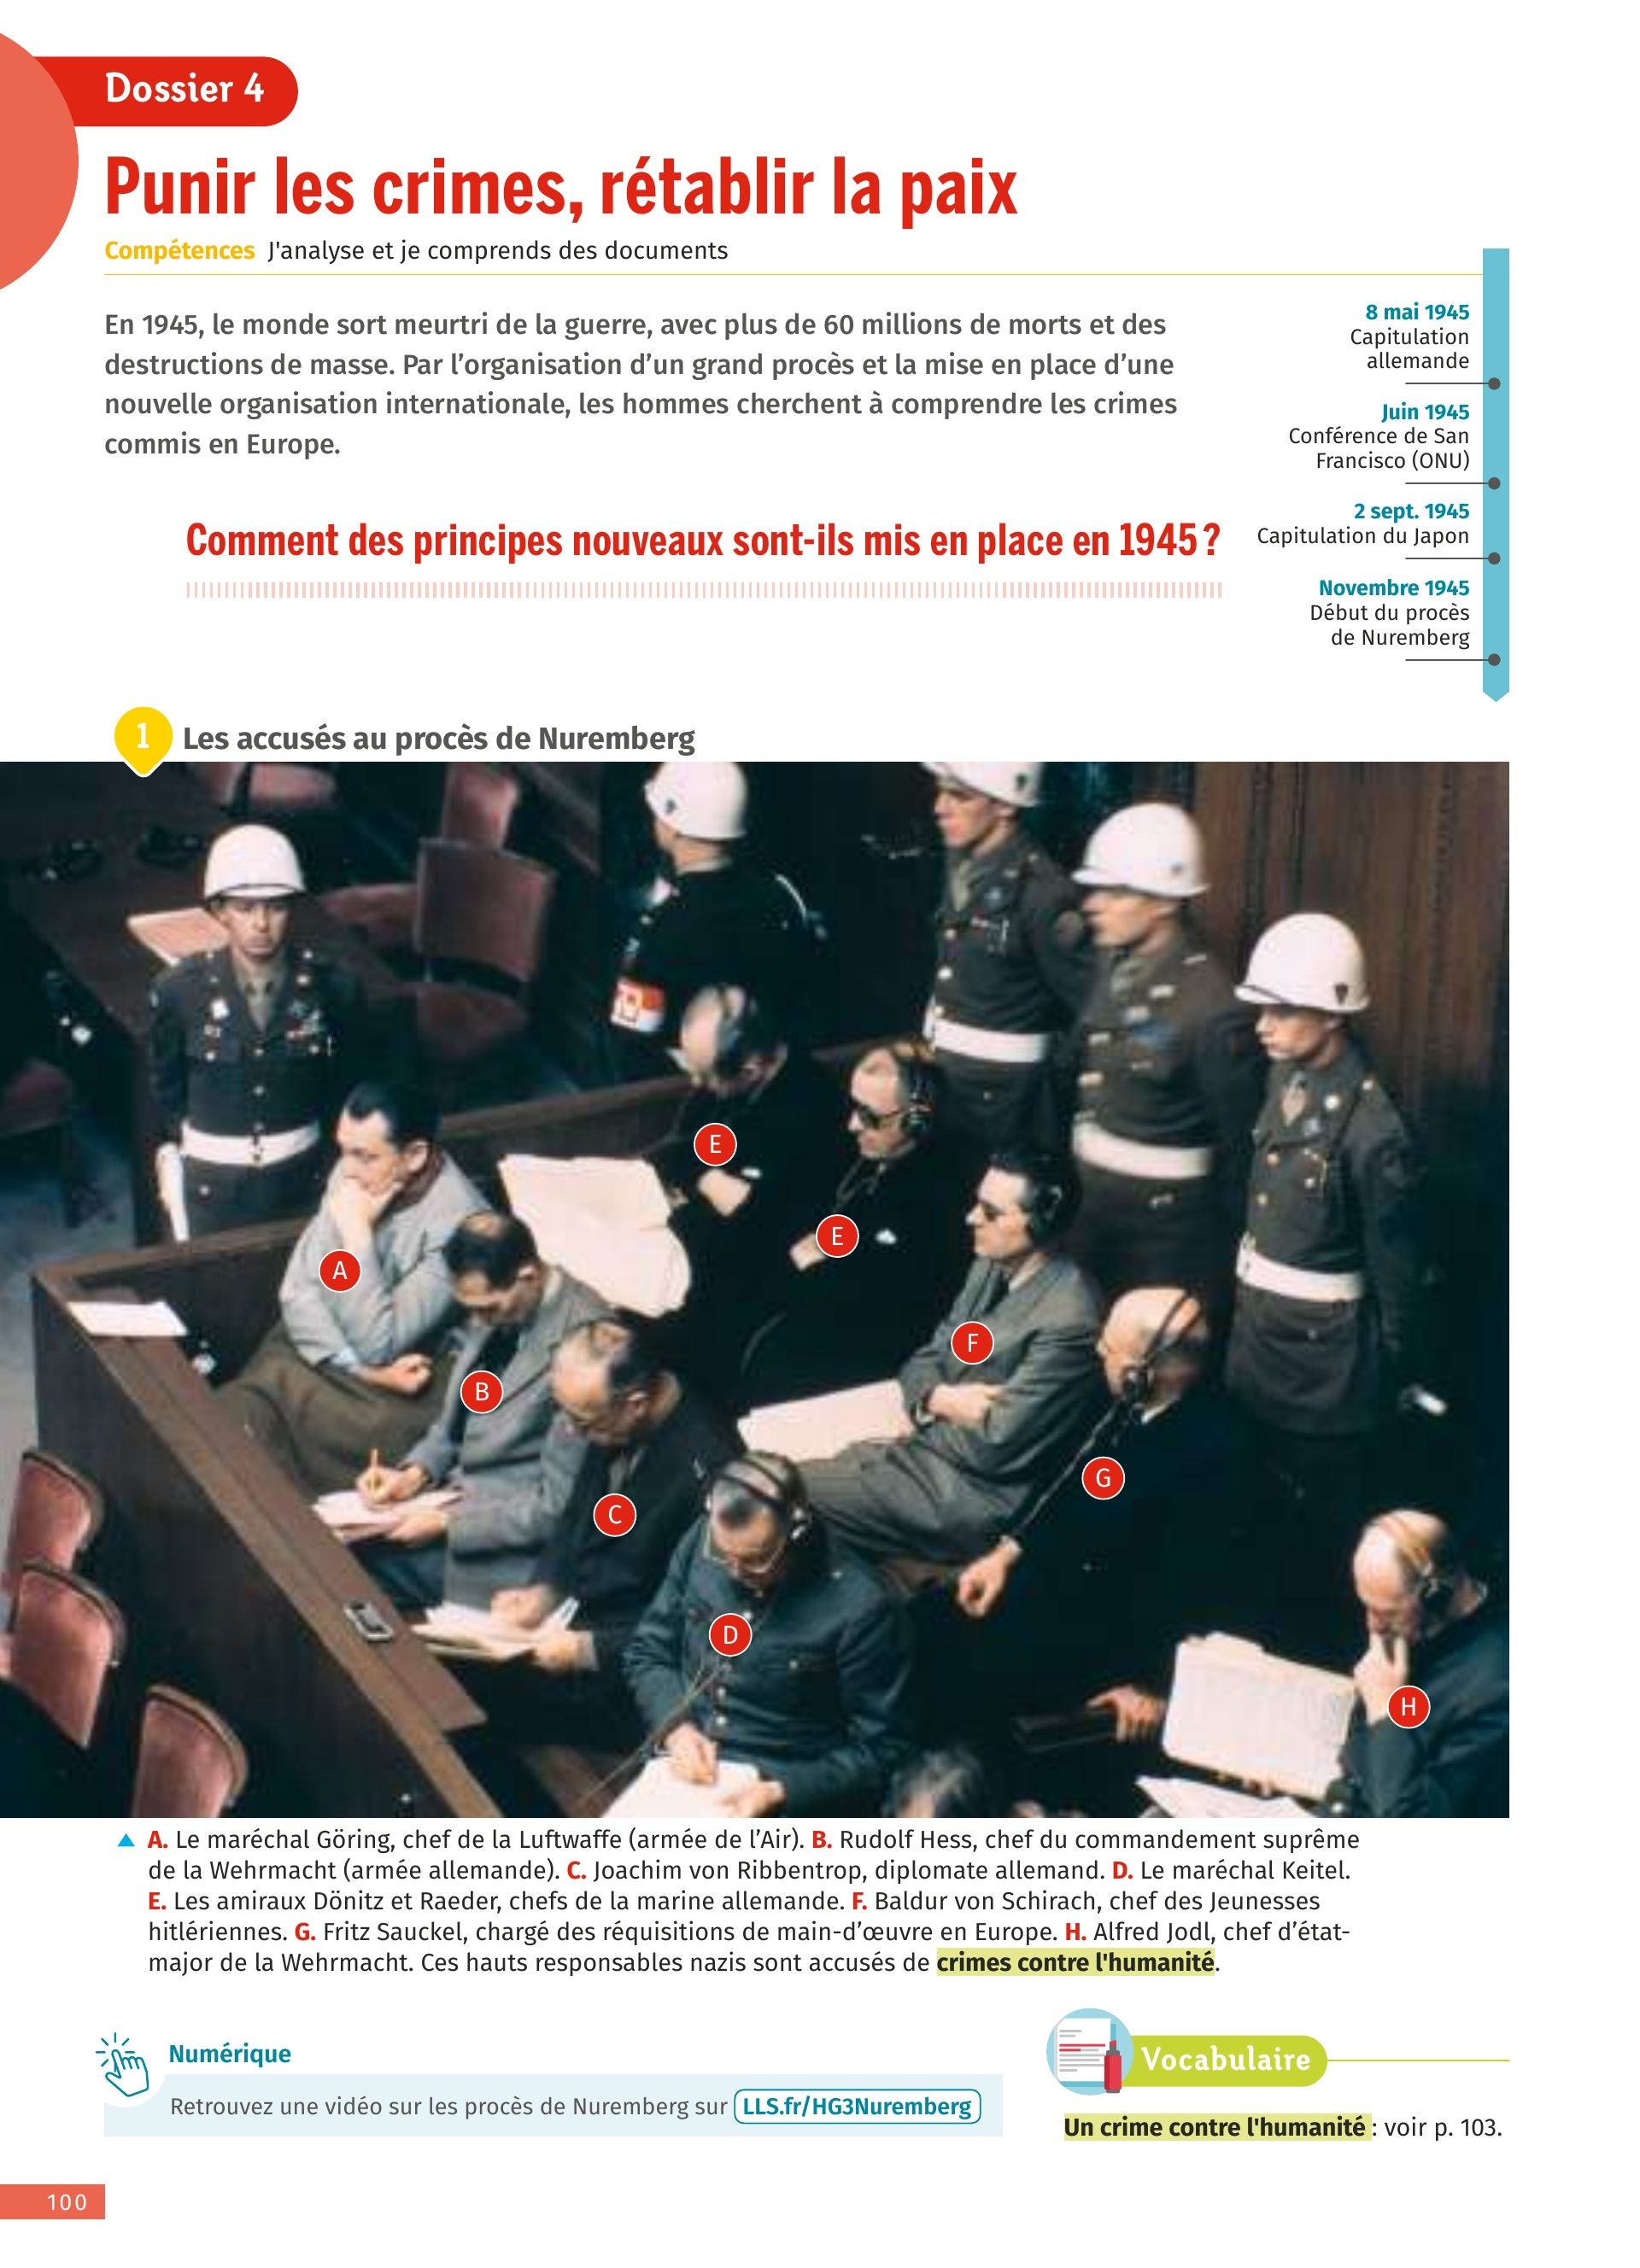 Dossier 4
Punir les crimes, rétablir la paix
Compétences J'analyse et je comprends des documents
En 1945, le monde sort meurtri de la guerre, avec plus de 60 millions de morts et des
destructions de masse. Par l’organisation d’un grand procès et la mise en place d’une
nouvelle organisation internationale, les hommes cherchent à comprendre les crimes
commis en Europe.
Comment des principes nouveaux sont-ils mis en place en 1945 ?
8 mai 1945
Capitulation
allemande
Juin 1945
Conférence de San
Francisco (ONU)
2 sept. 1945
Capitulation du Japon
Novembre 1945
Début du procès
de Nuremberg
1 Les accusés au procès de Nuremberg
E
E
A
F
B
G
C
D
H
A. Le maréchal Göring, chef de la Luftwaffe (armée de l’Air). B. Rudolf Hess, chef du commandement suprême
de la Wehrmacht (armée allemande). C. Joachim von Ribbentrop, diplomate allemand. D. Le maréchal Keitel.
E. Les amiraux Dönitz et Raeder, chefs de la marine allemande. F. Baldur von Schirach, chef des Jeunesses
hitlériennes. G. Fritz Sauckel, chargé des réquisitions de main-d’œuvre en Europe. H. Alfred Jodl, chef d’état-
major de la Wehrmacht. Ces hauts responsables nazis sont accusés de crimes contre l'humanité.
Numérique
Retrouvez une vidéo sur les procès de Nuremberg sur LLS.fr/HG3Nuremberg
Vocabulaire
Un crime contre l'humanité : voir p. 103.
100